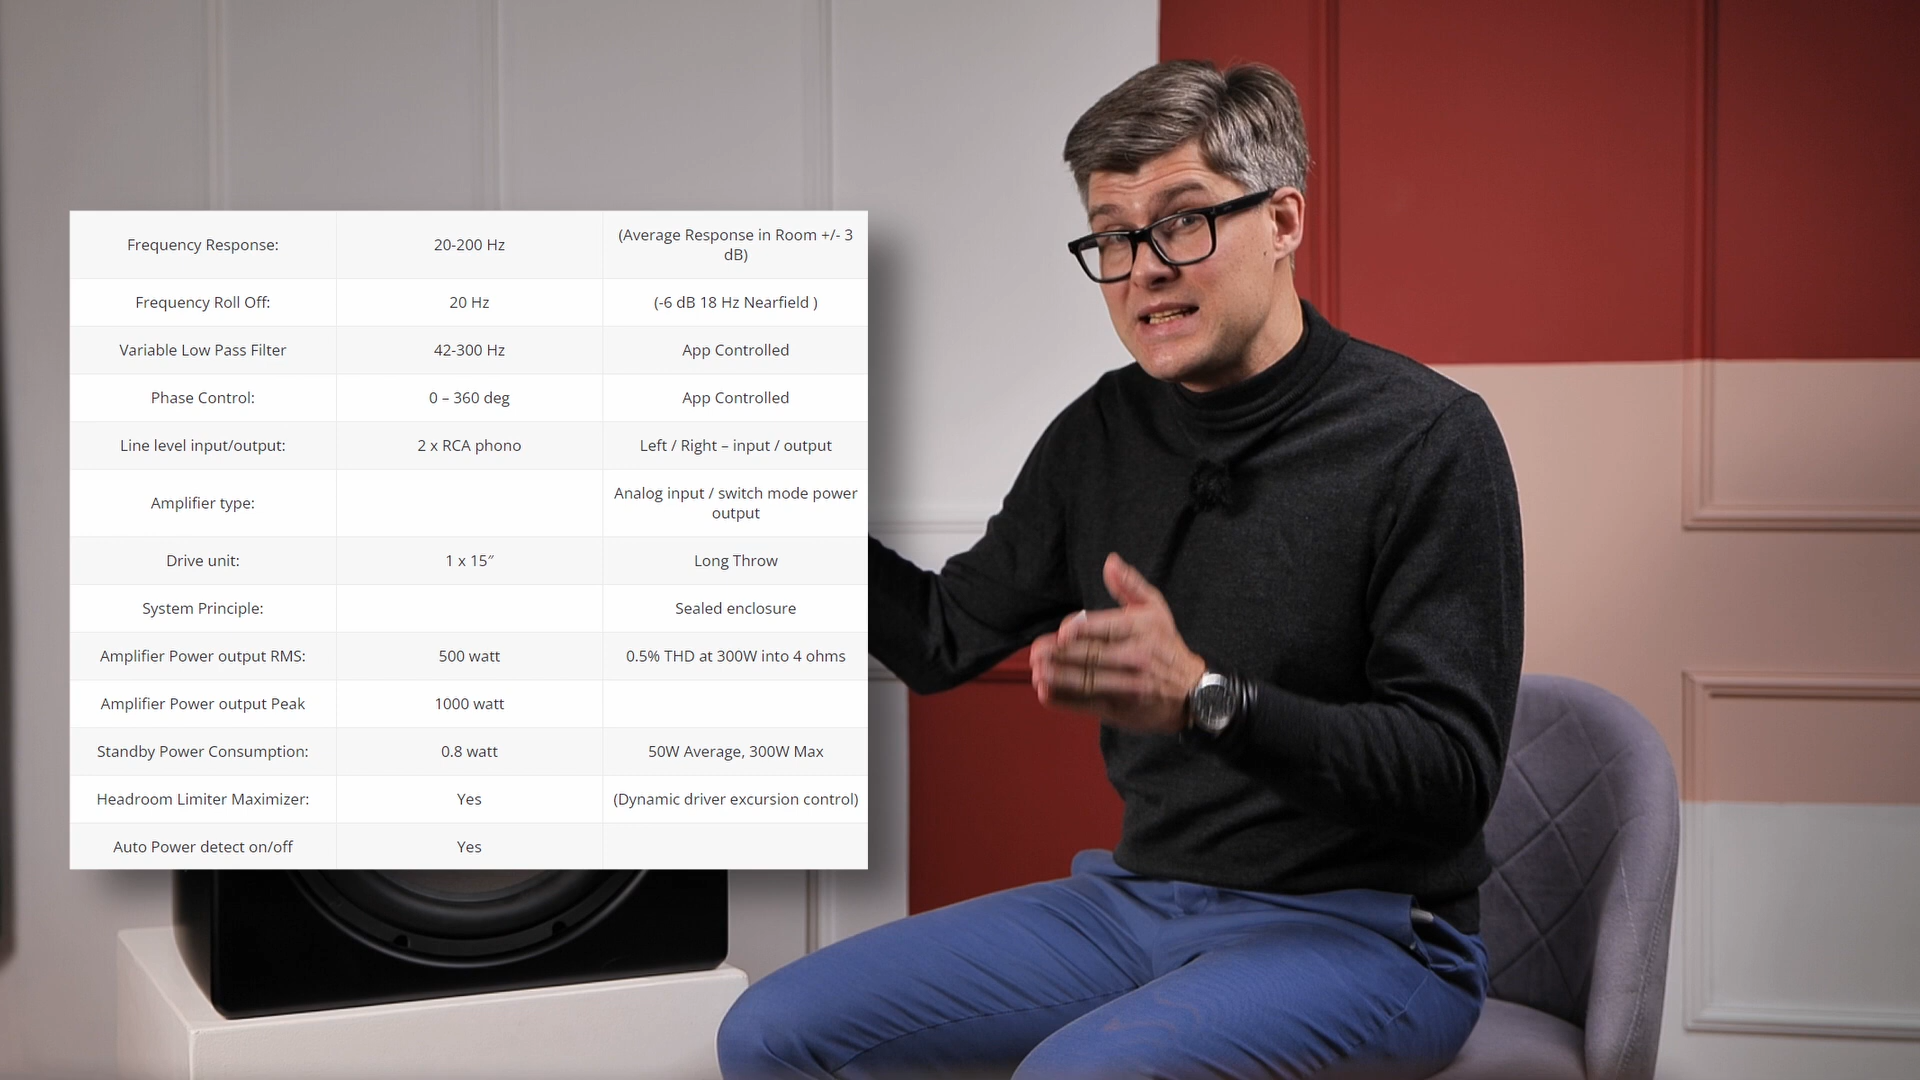 Frequency Response: 20-200 Hz (Average Response in Room +/- 3
dB)
Frequency Roll Off: 20 Hz (-6 dB 18 Hz Nearfield )
Variable Low Pass Filter 42-300 Hz App Controlled
Phase Control: 0 – 360 deg App Controlled
Line level input/output: 2 x RCA phono Left / Right – input / output
Amplifier type: Analog input / switch mode power
output
Drive unit: 1 x 15″ Long Throw
System Principle: Sealed enclosure
Amplifier Power output RMS: 500 watt 0.5% THD at 300W into 4 ohms
Amplifier Power output Peak 1000 watt
Standby Power Consumption: 0.8 watt 50W Average, 300W Max
Headroom Limiter Maximizer: Yes (Dynamic driver excursion control)
Auto Power detect on/off Yes